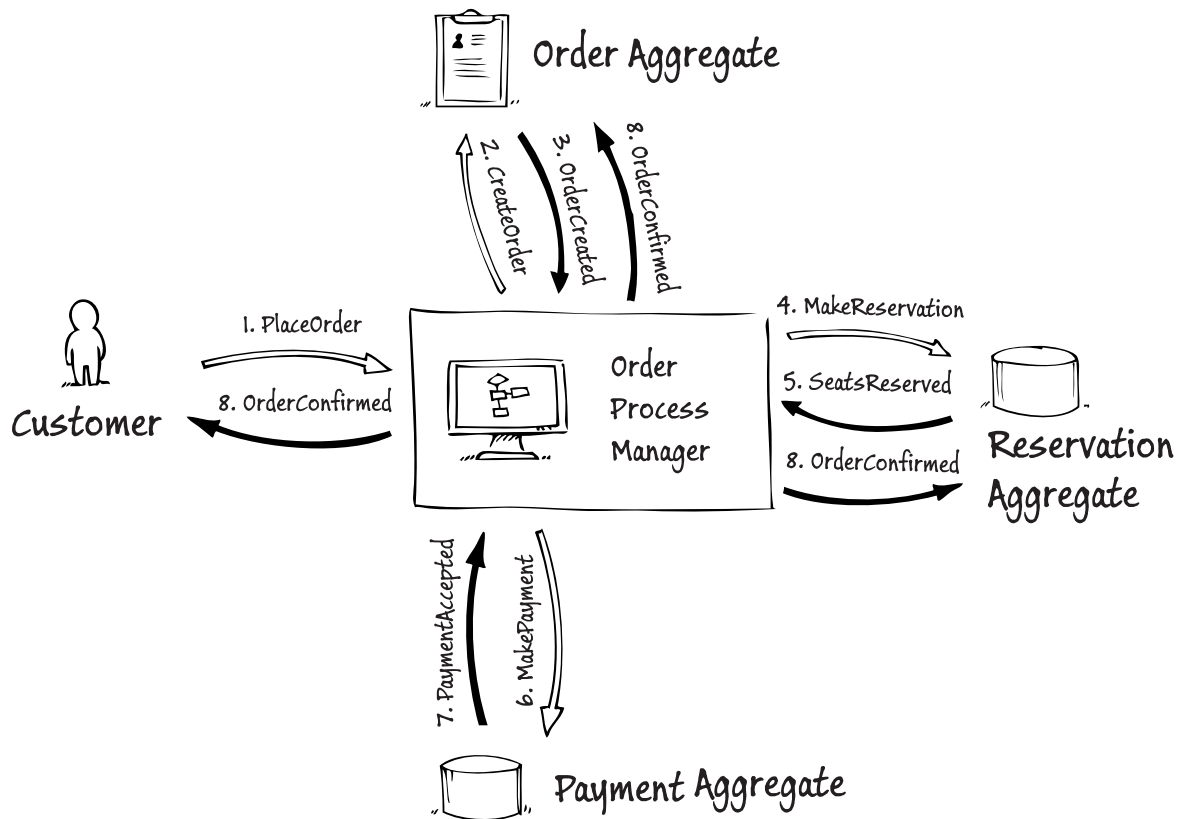 Order Aggregate
2. CreateOrder
3. OrderCreated
8. OrderConfirmed
1. PlaceOrder
8. OrderConfirmed
Customer
Order
Process
Manager
4. MakeReservation
5. SeatsReserved
8. OrderConfirmed
Reservation
Aggregate
7. PaymentAccepted
6. MakePayment
Payment Aggregate